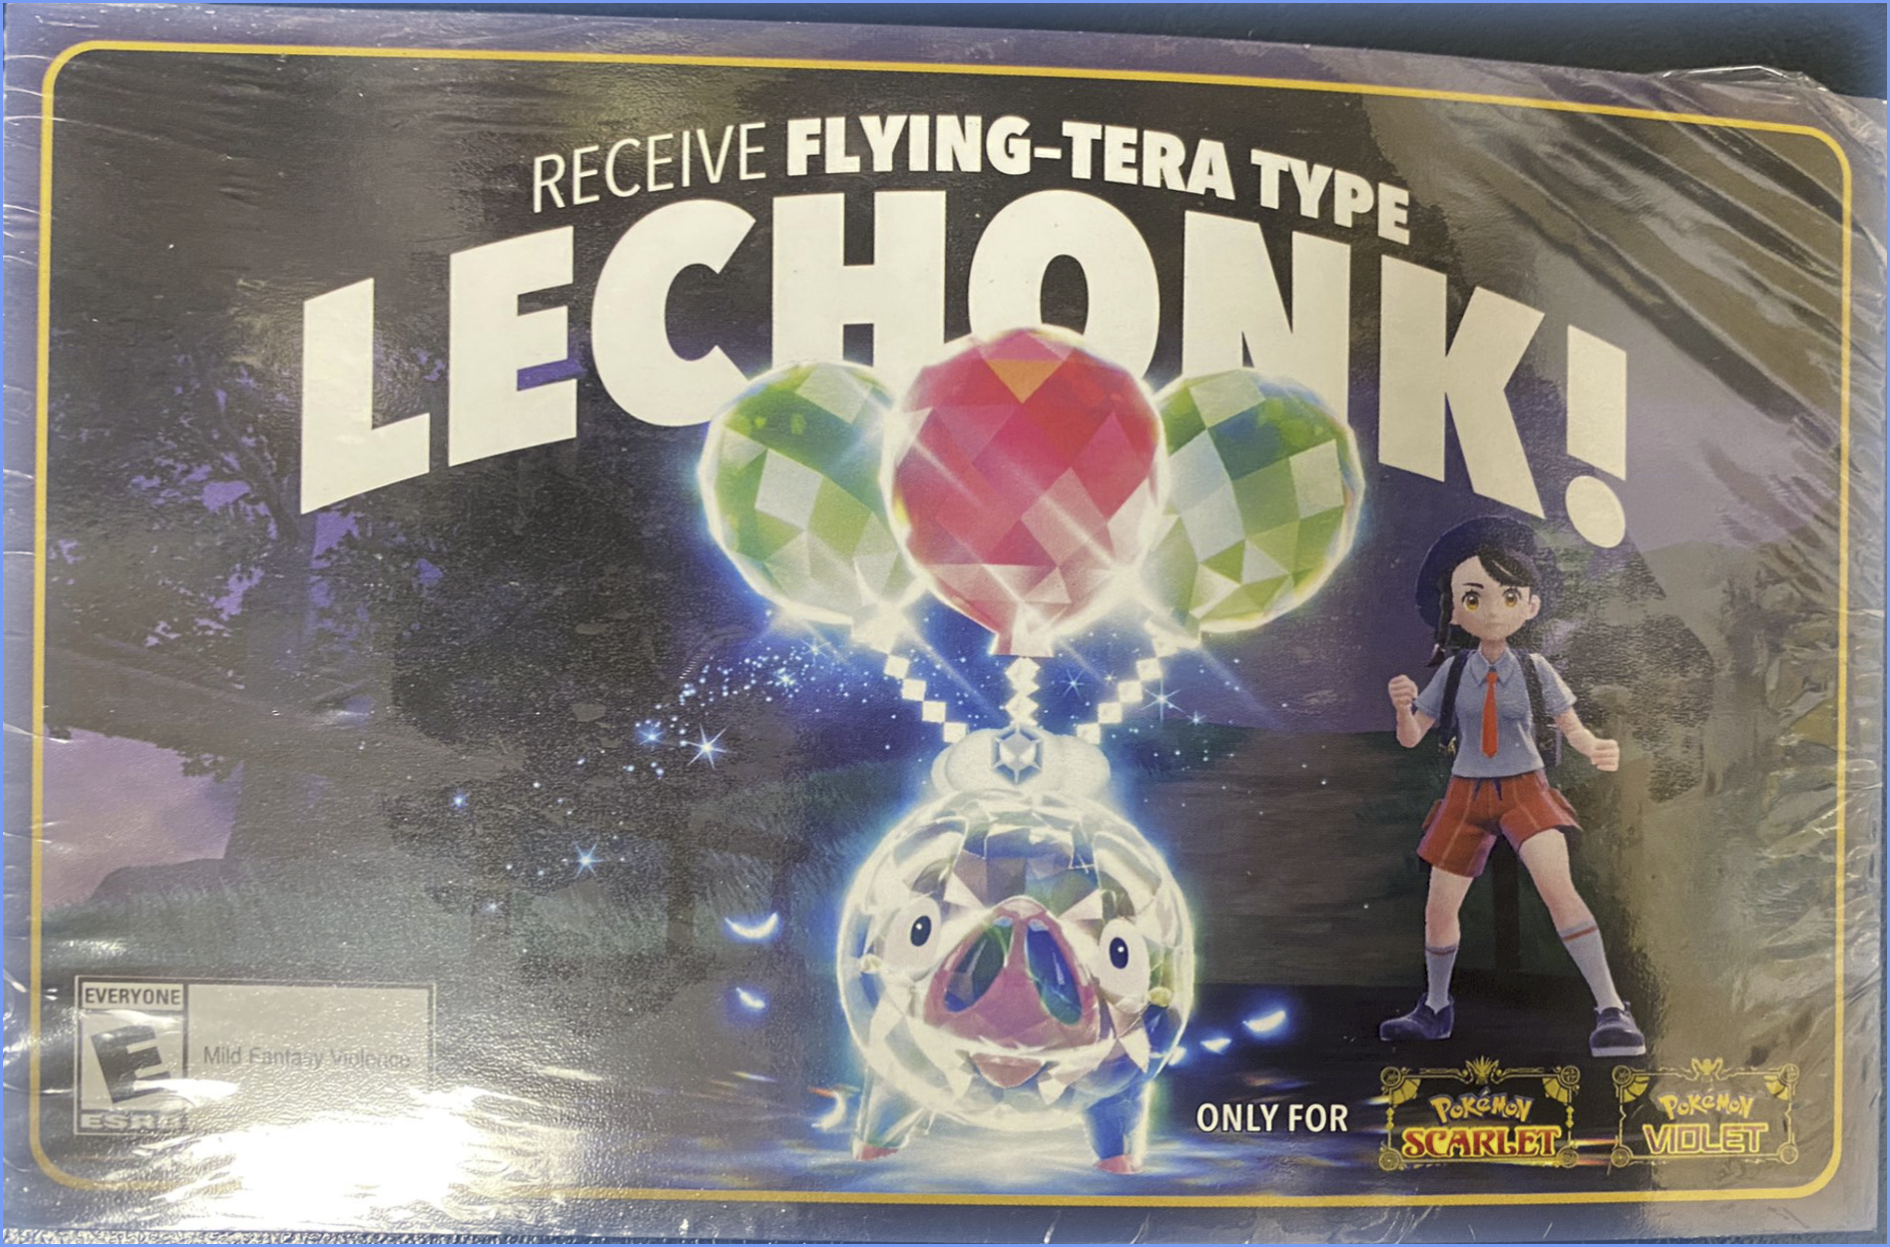 RECEIVE FLYING-TERA TYPE
LECHONK!
EVERYONE
E
Mild Fantasy Violence
ESRB
ONLY FOR
POKÉMON
SCARLET
POKÉMON
VIOLET